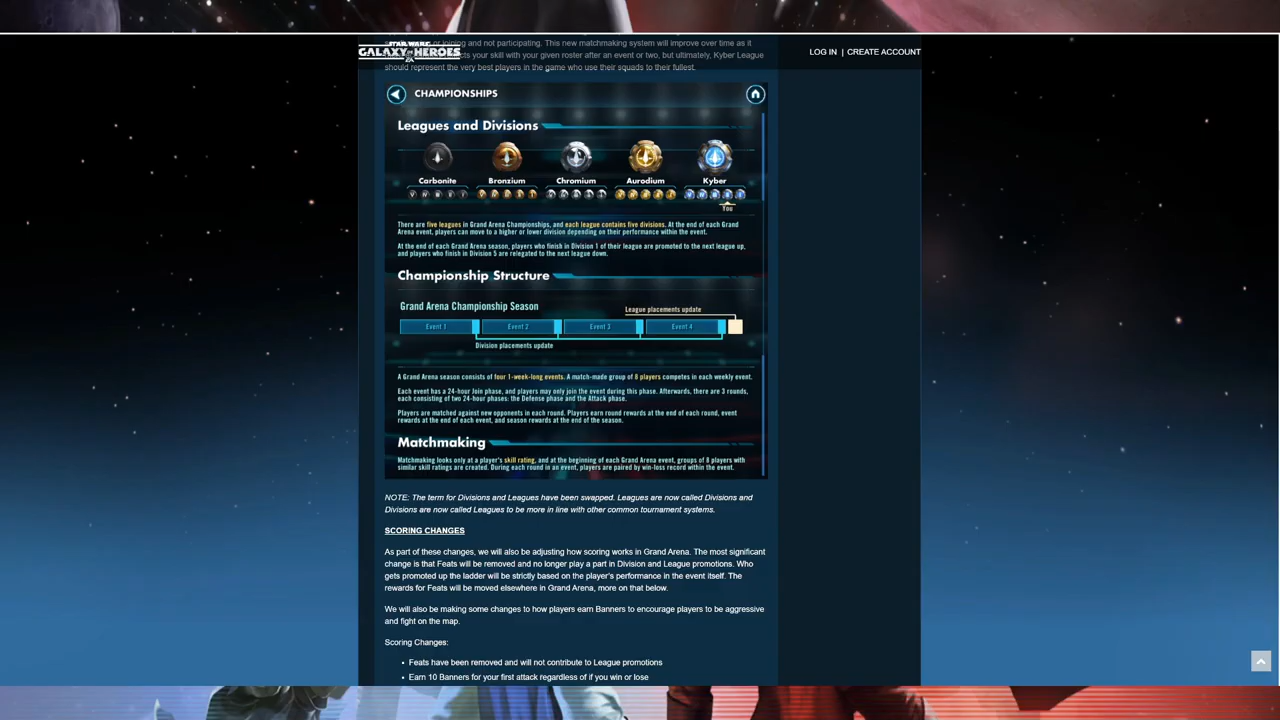 STAR WARS
GALAXY OF HEROES
EA
LOG IN | CREATE ACCOUNT
joining and not participating. This new matchmaking system will improve over time as it
your skill with your given roster after an event or two, but ultimately, Kyber League
should represent the very best players in the game who use their squads to their fullest.
CHAMPIONSHIPS
Leagues and Divisions
Carbonite Bronzium Chromium Aurodium Kyber
You
There are five leagues in Grand Arena Championships, and each league contains five divisions. At the end of each Grand
Arena event, players can move to a higher or lower division depending on their performance within the event.
At the end of each Grand Arena season, players who finish in Division 1 of their league are promoted to the next league up,
and players who finish in Division 5 are relegated to the next league down.
Championship Structure
Grand Arena Championship Season
League placements update
Event 1 Event 2 Event 3 Event 4
Division placements update
A Grand Arena season consists of four 1-week-long events. A match-made group of 8 players competes in each weekly event.
Each event has a 24-hour Join phase, and players may only join the event during this phase. Afterwards, there are 3 rounds,
each consisting of two 24-hour phases: the Defense phase and the Attack phase.
Players are matched against new opponents in each round. Players earn round rewards at the end of each round, event
rewards at the end of each event, and season rewards at the end of the season.
Matchmaking
Matchmaking looks only at a player's skill rating, and at the beginning of each Grand Arena event, groups of 8 players with
similar skill ratings are created. During each round in an event, players are paired by win-loss record within the event.
NOTE: The term for Divisions and Leagues have been swapped. Leagues are now called Divisions and
Divisions are now called Leagues to be more in line with other common tournament systems.
SCORING CHANGES
As part of these changes, we will also be adjusting how scoring works in Grand Arena. The most significant
change is that Feats will be removed and no longer play a part in Division and League promotions. Who
gets promoted up the ladder will be strictly based on the player's performance in the event itself. The
rewards for Feats will be moved elsewhere in Grand Arena, more on that below.
We will also be making some changes to how players earn Banners to encourage players to be aggressive
and fight on the map.
Scoring Changes:
• Feats have been removed and will not contribute to League promotions
• Earn 10 Banners for your first attack regardless of if you win or lose